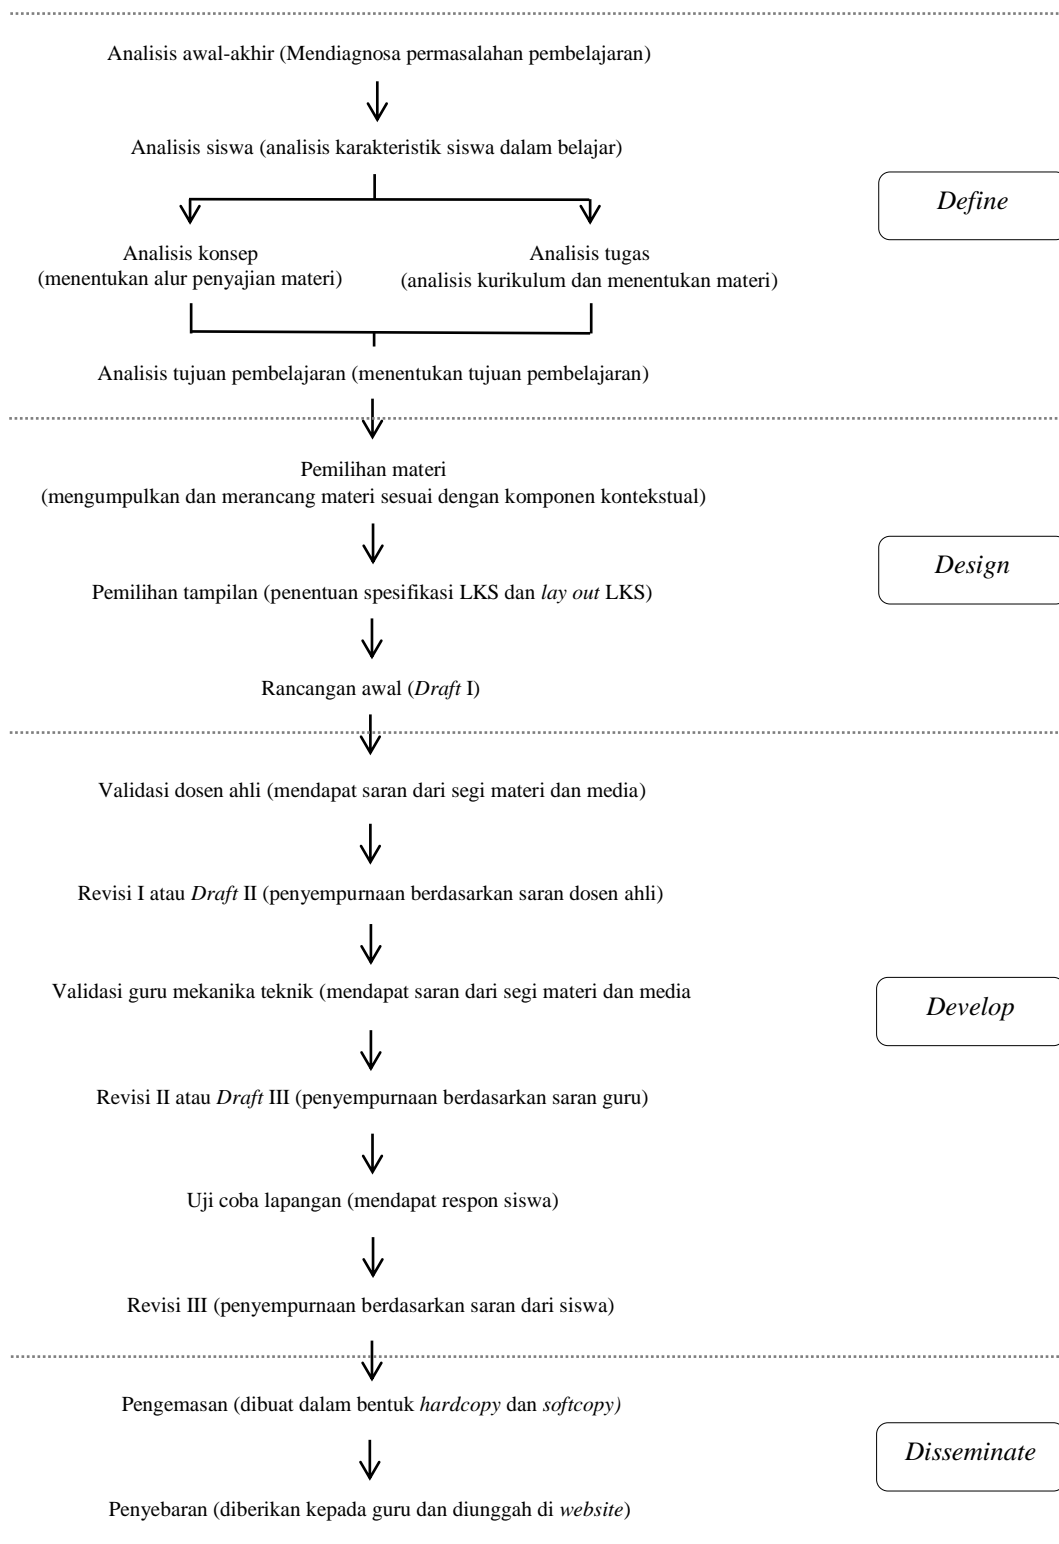 Analisis awal-akhir (Mendiagnosa permasalahan pembelajaran)
Analisis siswa (analisis karakteristik siswa dalam belajar)
Define
Analisis konsep
(menentukan alur penyajian materi)
Analisis tugas
(analisis kurikulum dan menentukan materi)
Analisis tujuan pembelajaran (menentukan tujuan pembelajaran)
Pemilihan materi
(mengumpulkan dan merancang materi sesuai dengan komponen kontekstual)
Design
Pemilihan tampilan (penentuan spesifikasi LKS dan lay out LKS)
Rancangan awal (Draft I)
Validasi dosen ahli (mendapat saran dari segi materi dan media)
Revisi I atau Draft II (penyempurnaan berdasarkan saran dosen ahli)
Validasi guru mekanika teknik (mendapat saran dari segi materi dan media
Develop
Revisi II atau Draft III (penyempurnaan berdasarkan saran guru)
Uji coba lapangan (mendapat respon siswa)
Revisi III (penyempurnaan berdasarkan saran dari siswa)
Pengemasan (dibuat dalam bentuk hardcopy dan softcopy)
Disseminate
Penyebaran (diberikan kepada guru dan diunggah di website)